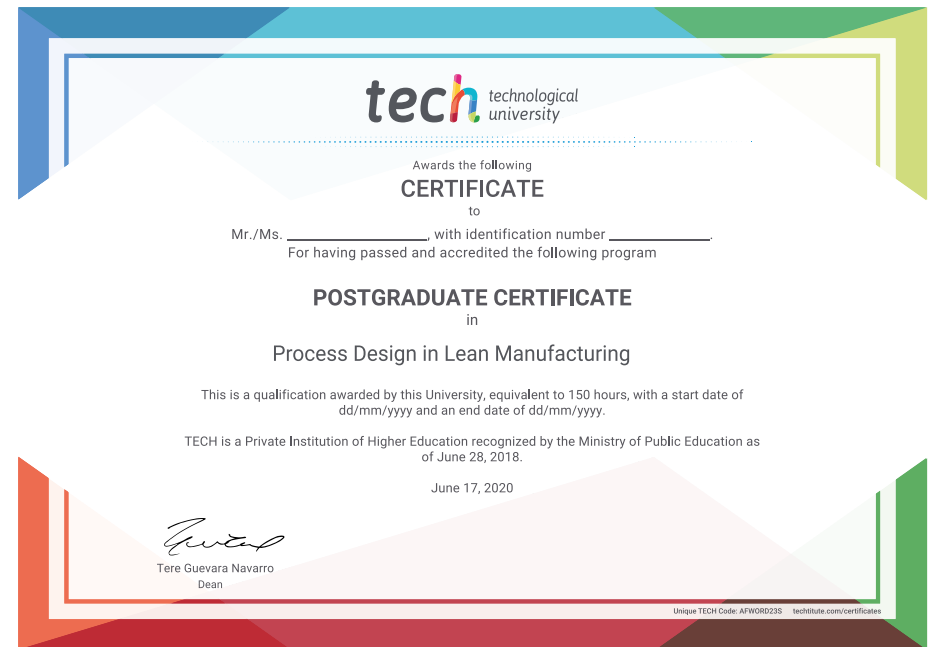 tech technological
university
Awards the following
CERTIFICATE
to
Mr./Ms. ____________________, with identification number ______________.
For having passed and accredited the following program
POSTGRADUATE CERTIFICATE
in
Process Design in Lean Manufacturing
This is a qualification awarded by this University, equivalent to 150 hours, with a start date of
dd/mm/yyyy and an end date of dd/mm/yyyy.
TECH is a Private Institution of Higher Education recognized by the Ministry of Public Education as
of June 28, 2018.
June 17, 2020
Tere Guevara Navarro
Dean
Unique TECH Code: AFWORD23S techtitute.com/certificates